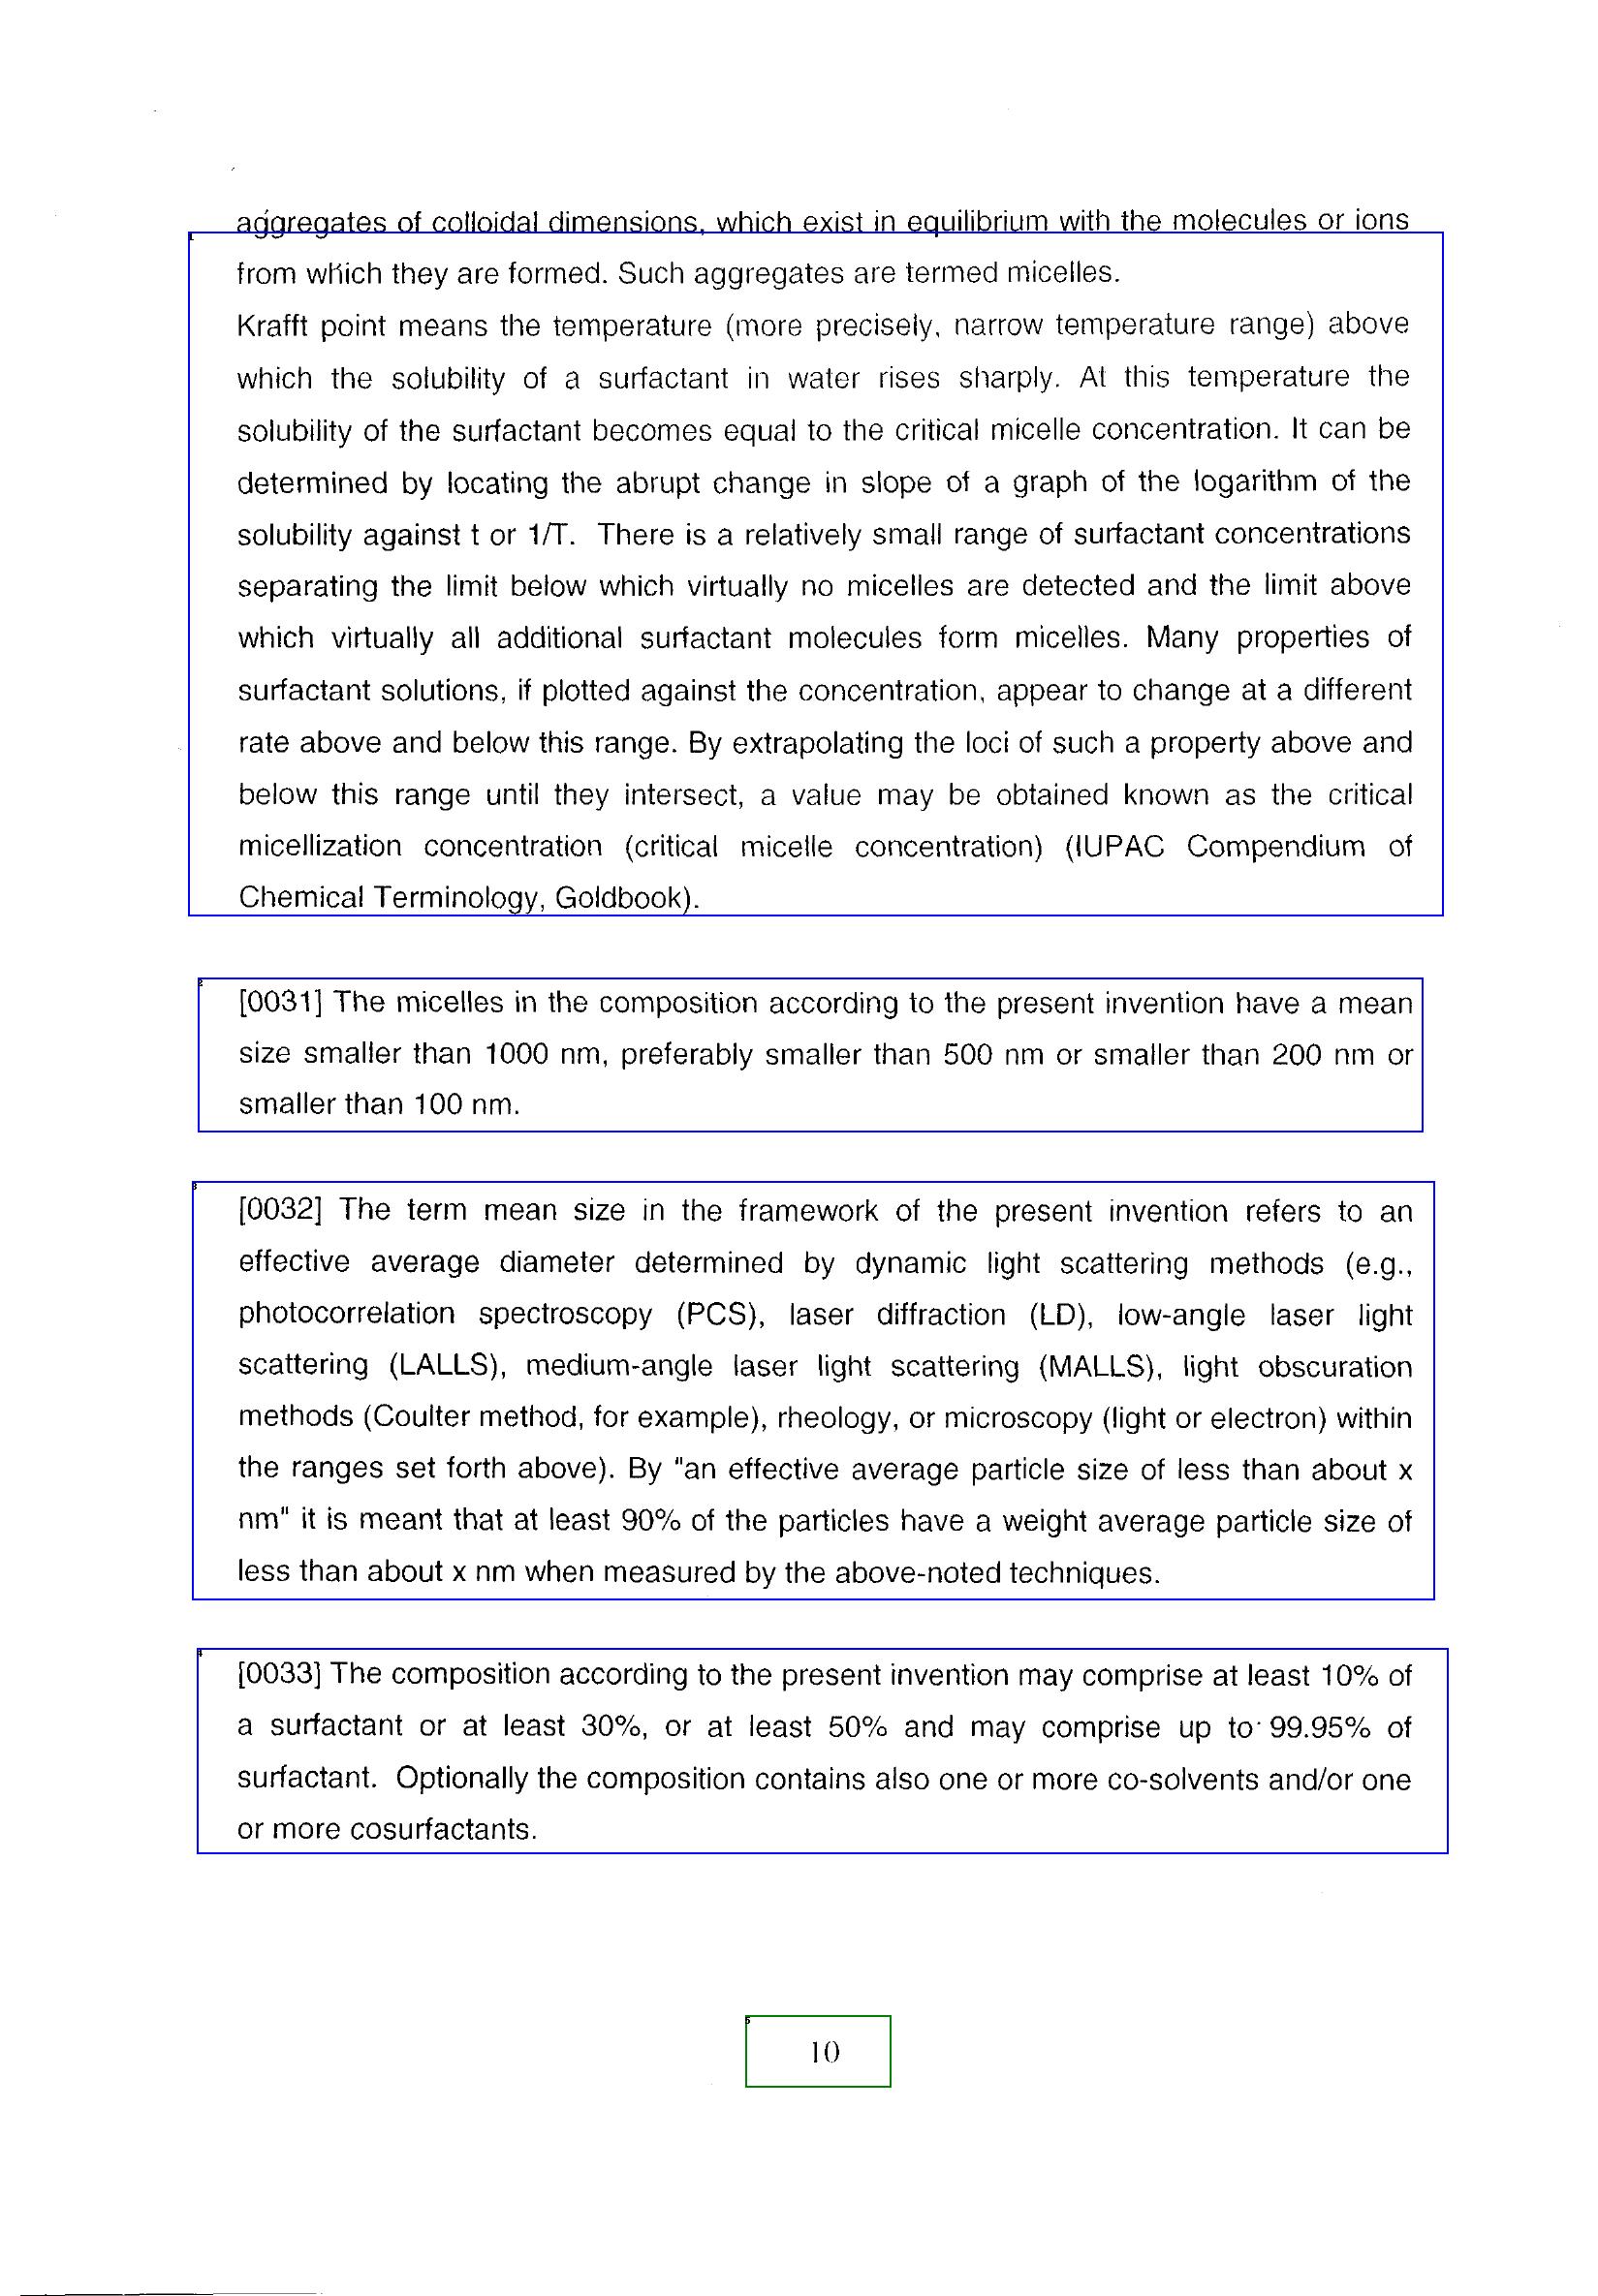 aggregates of colloidal dimensions, which exist in equilibrium with the molecules or ions
from which they are formed. Such aggregates are termed micelles.
Krafft point means the temperature (more precisely, narrow temperature range) above
which the solubility of a surfactant in water rises sharply. At this temperature the
solubility of the surfactant becomes equal to the critical micelle concentration. It can be
determined by locating the abrupt change in slope of a graph of the logarithm of the
solubility against t or 1/T. There is a relatively small range of surfactant concentrations
separating the limit below which virtually no micelles are detected and the limit above
which virtually all additional surfactant molecules form micelles. Many properties of
surfactant solutions, if plotted against the concentration, appear to change at a different
rate above and below this range. By extrapolating the loci of such a property above and
below this range until they intersect, a value may be obtained known as the critical
micellization concentration (critical micelle concentration) (IUPAC Compendium of
Chemical Terminology, Goldbook).
[0031] The micelles in the composition according to the present invention have a mean
size smaller than 1000 nm, preferably smaller than 500 nm or smaller than 200 nm or
smaller than 100 nm.
[0032] The term mean size in the framework of the present invention refers to an
effective average diameter determined by dynamic light scattering methods (e.g.,
photocorrelation spectroscopy (PCS), laser diffraction (LD), low-angle laser light
scattering (LALLS), medium-angle laser light scattering (MALLS), light obscuration
methods (Coulter method, for example), rheology, or microscopy (light or electron) within
the ranges set forth above). By "an effective average particle size of less than about x
nm" it is meant that at least 90% of the particles have a weight average particle size of
less than about x nm when measured by the above-noted techniques.
[0033] The composition according to the present invention may comprise at least 10% of
a surfactant or at least 30%, or at least 50% and may comprise up to 99.95% of
surfactant. Optionally the composition contains also one or more co-solvents and/or one
or more cosurfactants.
10